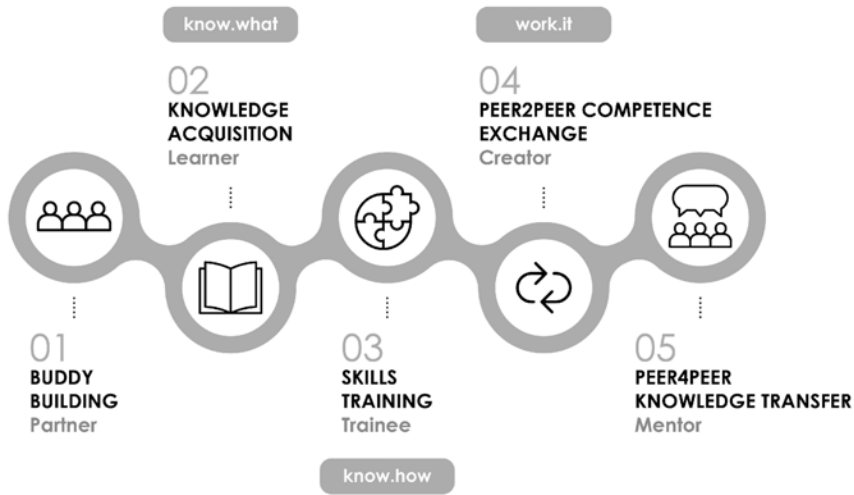 know.what
work.it
02
KNOWLEDGE
ACQUISITION
Learner
04
PEER2PEER COMPETENCE
EXCHANGE
Creator
01
BUDDY
BUILDING
Partner
03
SKILLS
TRAINING
Trainee
05
PEER4PEER
KNOWLEDGE TRANSFER
Mentor
know.how